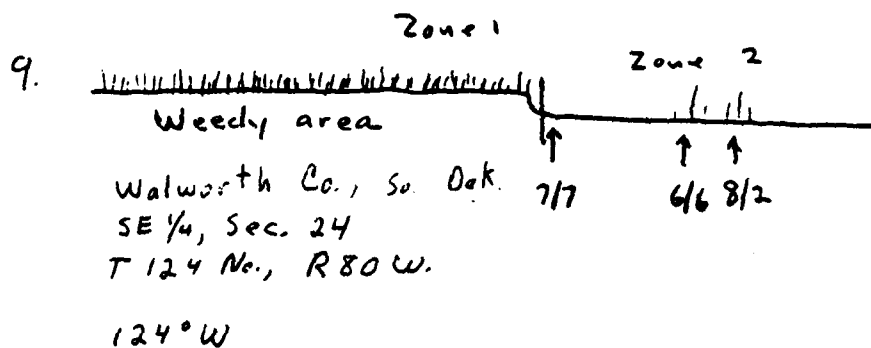 Zone 1
9.
Zone 2
Weedy area
7/7 6/6 8/2
Walworth Co., So. Dak.
SE 1/4, Sec. 24
T 124 No., R 80 W.
124° W